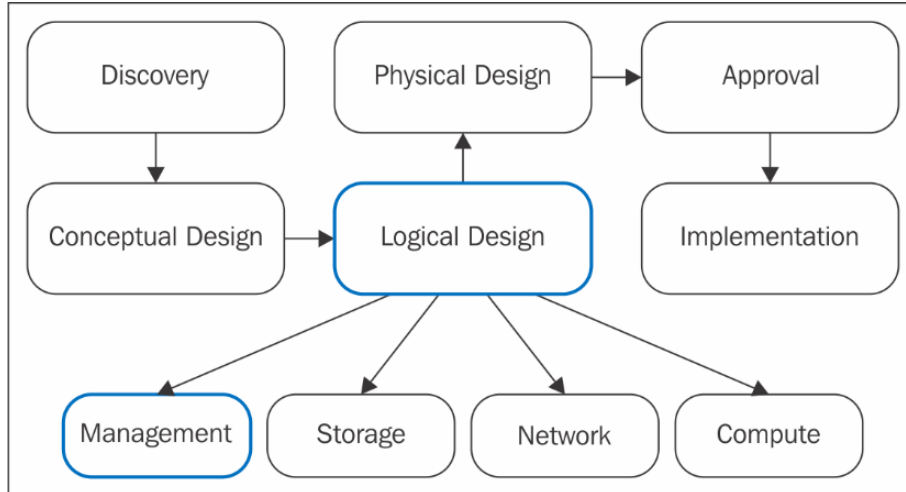 Discovery
Physical Design
Approval
Conceptual Design
Logical Design
Implementation
Management
Storage
Network
Compute